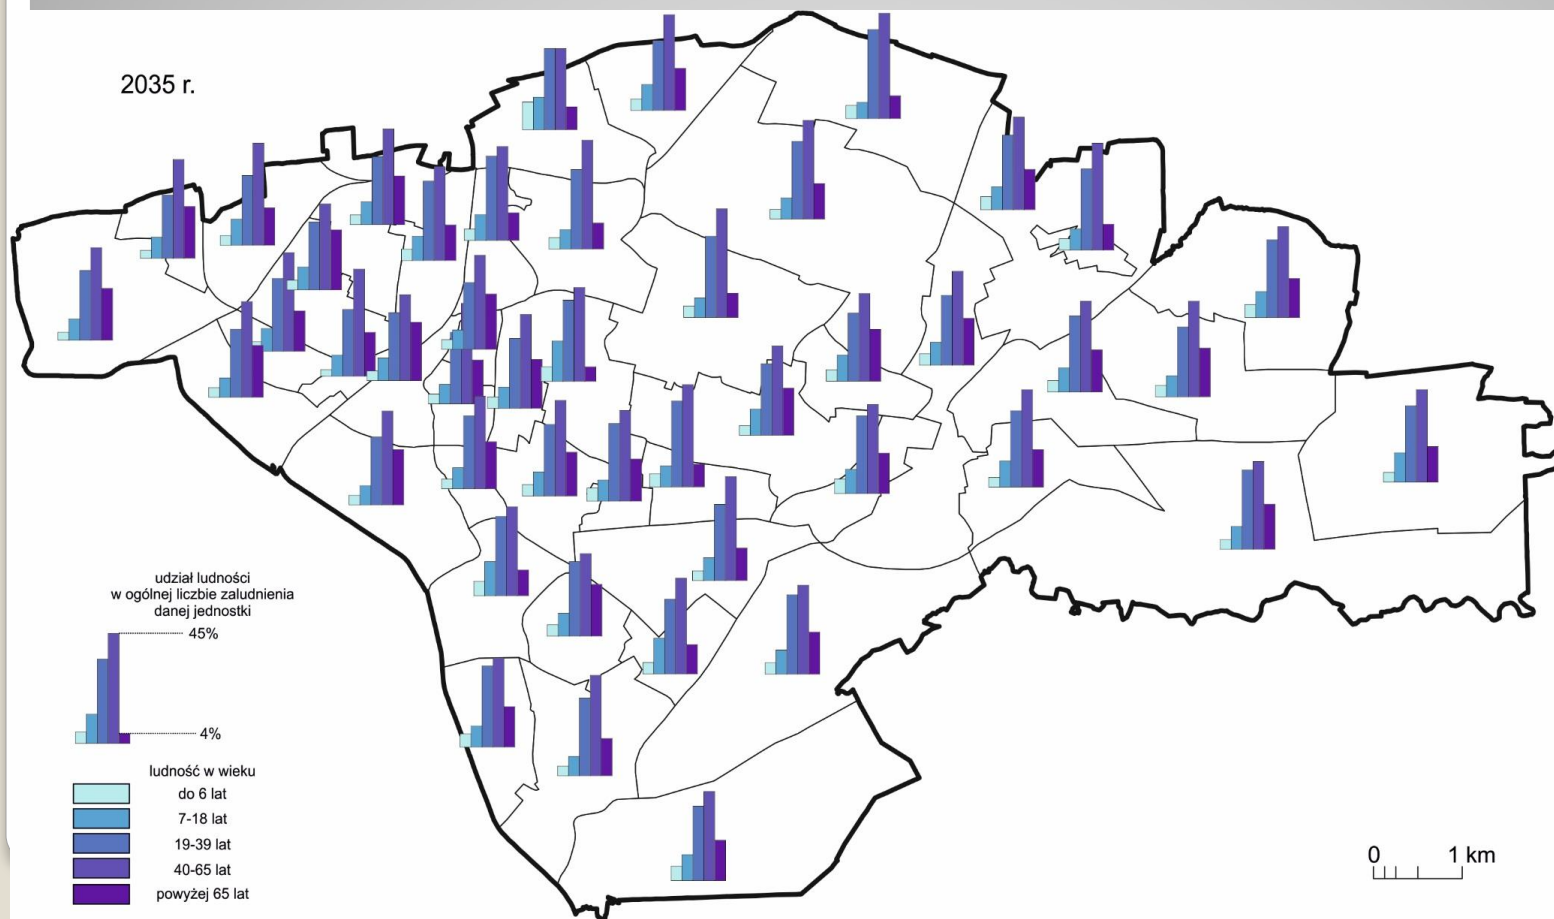 2035 r.
udział ludności
w ogólnej liczbie zaludnienia
danej jednostki
45%
4%
ludność w wieku
do 6 lat
7-18 lat
19-39 lat
40-65 lat
powyżej 65 lat
0 1 km